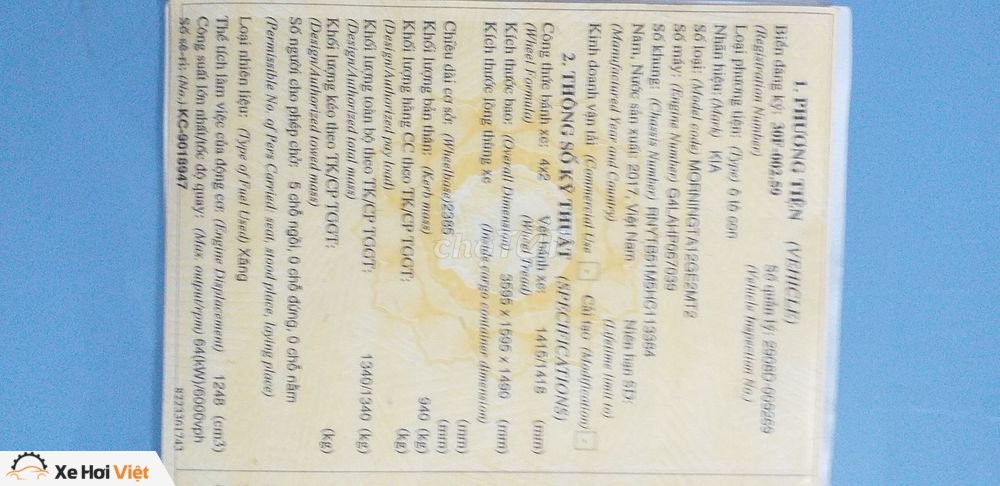 1. PHƯƠNG TIỆN (VEHICLE)
Biển đăng ký: 30F-002.59 Số quản lý: 2908D-009269
(Registration Number) (Vehicle Inspection No.)
Loại phương tiện: (Type) ô tô con
Nhãn hiệu: (Mark) KIA
Số loại: (Model code) MORNINGTA12GE2MT2
Số máy: (Engine Number) G4LAHP067039
Số khung: (Chassis Number) RNYTB51M5HC113384
Năm, Nước sản xuất: 2017, Việt Nam Niên hạn SD:
(Manufactured Year and Country) (Lifetime limit to)
Kinh doanh vận tải (Commercial Use) - Cải tạo (Modification) -
2. THÔNG SỐ KỸ THUẬT (SPECIFICATIONS)
Công thức bánh xe: 4x2 Vết bánh xe: 1415/1418 (mm)
(Wheel Formula) (Wheel Tread)
Kích thước bao: (Overall Dimension) 3595 x 1595 x 1490 (mm)
Kích thước lòng thùng xe (Inside cargo container dimension)
(mm)
Chiều dài cơ sở: (Wheelbase) 2385 (mm)
Khối lượng bản thân: (Kerb mass) 940 (kg)
Khối lượng hàng CC theo TK/CP TGGT: (kg)
(Design/Authorized pay load)
Khối lượng toàn bộ theo TK/CP TGGT: 1340/1340 (kg)
(Design/Authorized total mass)
Khối lượng kéo theo TK/CP TGGT: (kg)
(Design/Authorized towed mass)
Số người cho phép chở: 5 chỗ ngồi, 0 chỗ đứng, 0 chỗ nằm
(Permissible No. of Pers Carried: seat, stood place, laying place)
Loại nhiên liệu: (Type of Fuel Used) Xăng
Thể tích làm việc của động cơ: (Engine Displacement) 1248 (cm3)
Công suất lớn nhất/tốc độ quay: (Max. output/rpm) 64(kW)/6000vph
Số sê-ri: (No.) KC-9018947 8223361743
Xe Hơi Việt